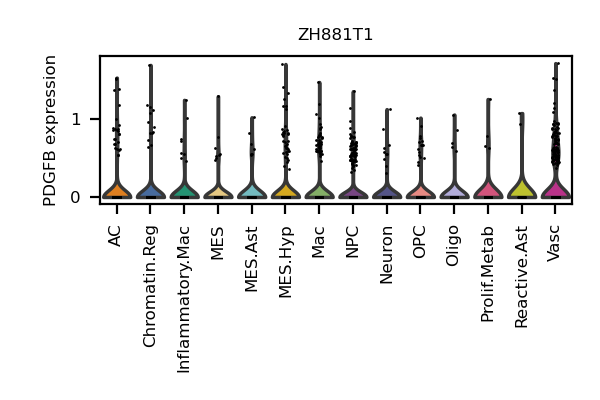 ZH881T1
PDGFB expression
1
0
AC
Chromatin.Reg
Inflammatory.Mac
MES
MES.Ast
MES.Hyp
Mac
NPC
Neuron
OPC
Oligo
Prolif.Metab
Reactive.Ast
Vasc